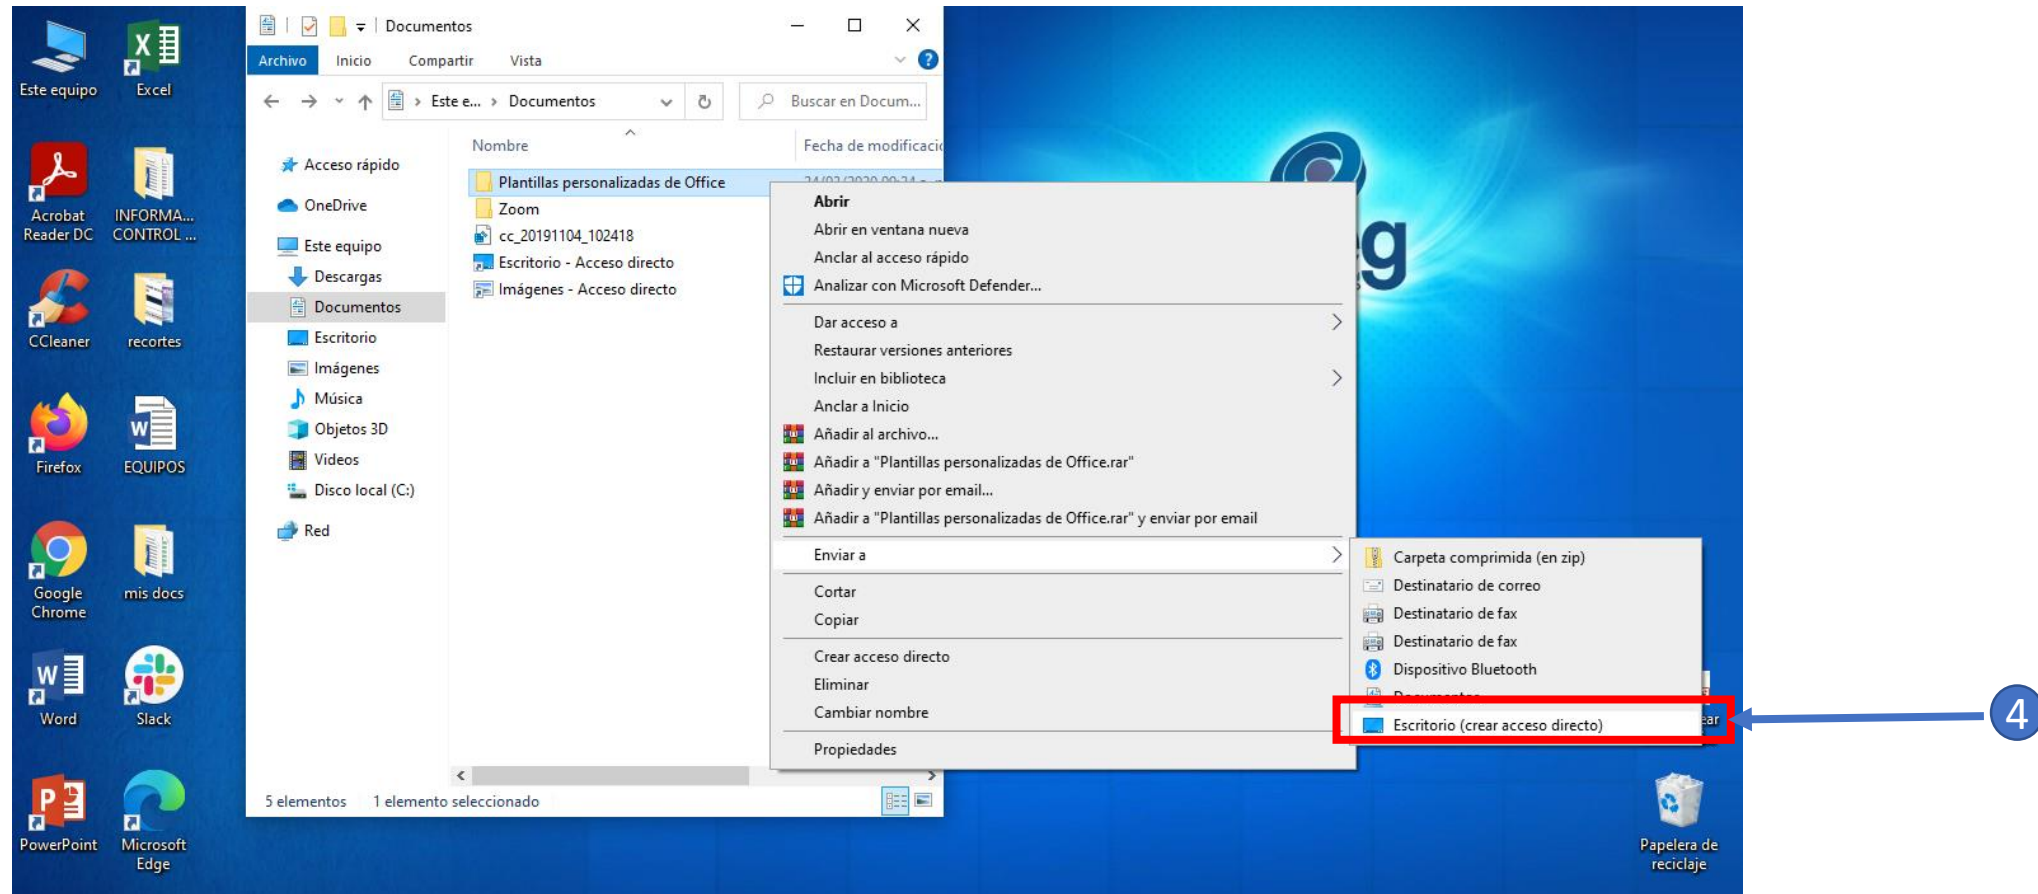 Este equipo
Excel
Acrobat
Reader DC
INFORMA...
CONTROL ...
CCleaner
recortes
Firefox
EQUIPOS
Google
Chrome
mis docs
Word
Slack
PowerPoint
Microsoft
Edge
Documentos
Archivo
Inicio
Compartir
Vista
Este e... > Documentos
Buscar en Docum...
Acceso rápido
OneDrive
Este equipo
Descargas
Documentos
Escritorio
Imágenes
Música
Objetos 3D
Videos
Disco local (C:)
Red
Nombre
Fecha de modificació
Plantillas personalizadas de Office
Zoom
cc_20191104_102418
Escritorio - Acceso directo
Imágenes - Acceso directo
5 elementos
1 elemento seleccionado
Abrir
Abrir en ventana nueva
Anclar al acceso rápido
Analizar con Microsoft Defender...
Dar acceso a
Restaurar versiones anteriores
Incluir en biblioteca
Anclar a Inicio
Añadir al archivo...
Añadir a "Plantillas personalizadas de Office.rar"
Añadir y enviar por email...
Añadir a "Plantillas personalizadas de Office.rar" y enviar por email
Enviar a
Cortar
Copiar
Crear acceso directo
Eliminar
Cambiar nombre
Propiedades
Carpeta comprimida (en zip)
Destinatario de correo
Destinatario de fax
Destinatario de fax
Dispositivo Bluetooth
Documentos
Escritorio (crear acceso directo)
4
Papelera de
reciclaje